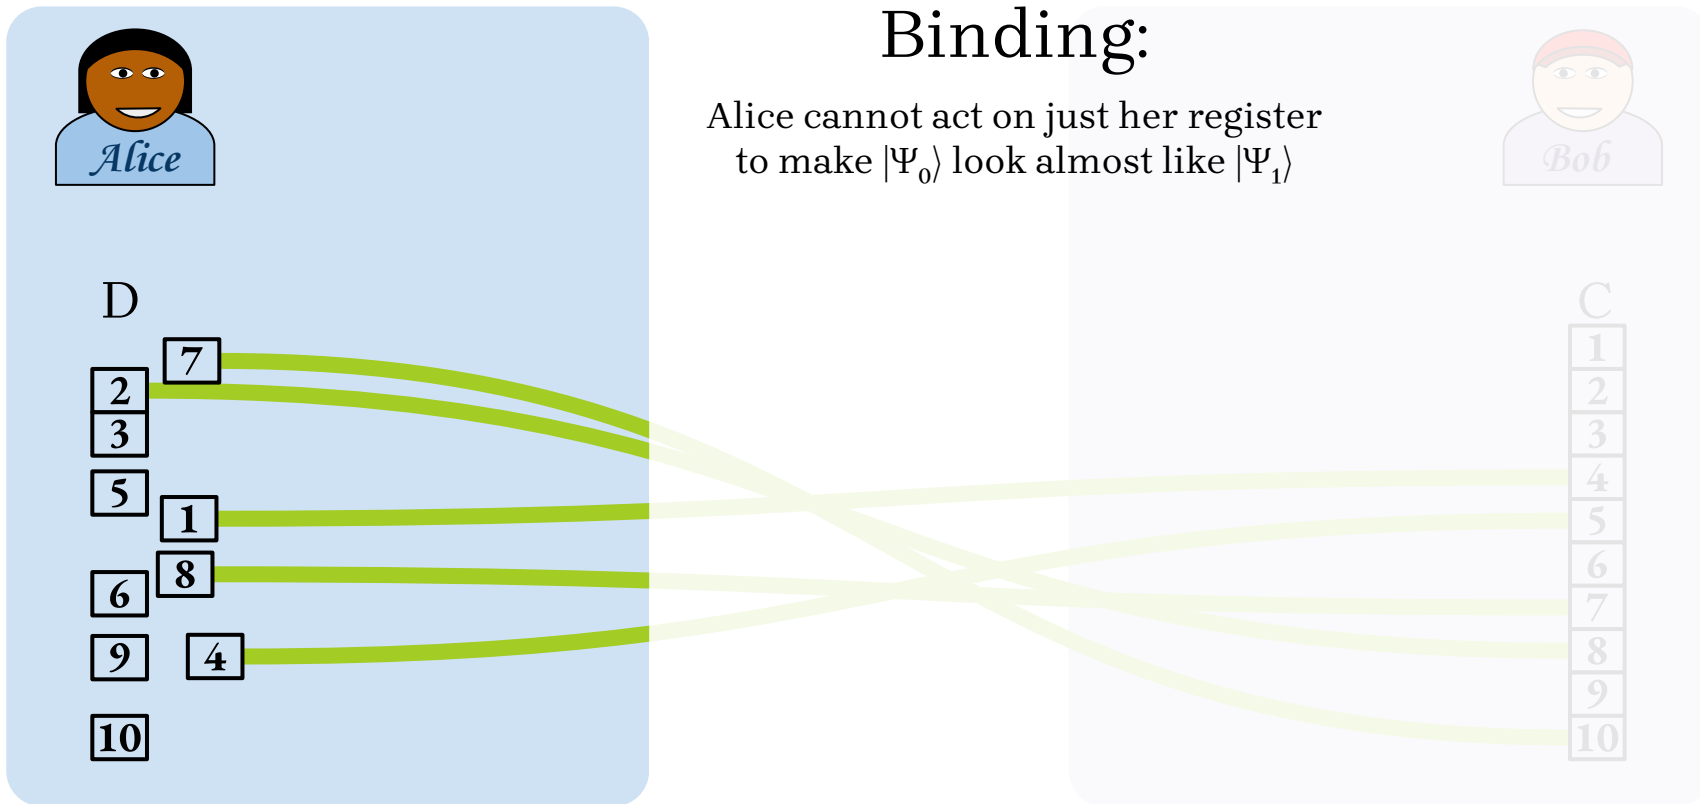 Binding:
Alice cannot act on just her register
to make |Ψ₀⟩ look almost like |Ψ₁⟩
Alice
Bob
D
7
2
3
5
1
8
6
9
4
10
C
1
2
3
4
5
6
7
8
9
10